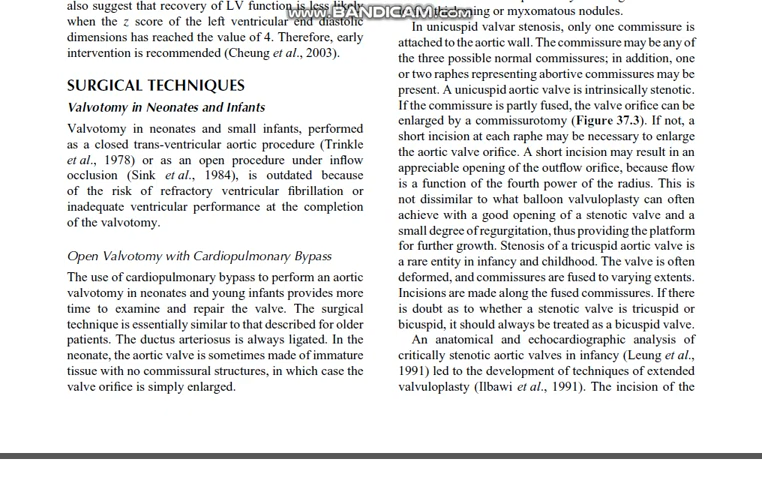 also suggest that recovery of LV function is less likely
www.BANDICAM.com
when the z score of the left ventricular end diastolic
dimensions has reached the value of 4. Therefore, early
intervention is recommended (Cheung et al., 2003).
SURGICAL TECHNIQUES
Valvotomy in Neonates and Infants
Valvotomy in neonates and small infants, performed
as a closed trans-ventricular aortic procedure (Trinkle
et al., 1978) or as an open procedure under inflow
occlusion (Sink et al., 1984), is outdated because
of the risk of refractory ventricular fibrillation or
inadequate ventricular performance at the completion
of the valvotomy.
Open Valvotomy with Cardiopulmonary Bypass
The use of cardiopulmonary bypass to perform an aortic
valvotomy in neonates and young infants provides more
time to examine and repair the valve. The surgical
technique is essentially similar to that described for older
patients. The ductus arteriosus is always ligated. In the
neonate, the aortic valve is sometimes made of immature
tissue with no commissural structures, in which case the
valve orifice is simply enlarged.
or myxomatous nodules.
In unicuspid valvar stenosis, only one commissure is
attached to the aortic wall. The commissure may be any of
the three possible normal commissures; in addition, one
or two raphes representing abortive commissures may be
present. A unicuspid aortic valve is intrinsically stenotic.
If the commissure is partly fused, the valve orifice can be
enlarged by a commissurotomy (Figure 37.3). If not, a
short incision at each raphe may be necessary to enlarge
the aortic valve orifice. A short incision may result in an
appreciable opening of the outflow orifice, because flow
is a function of the fourth power of the radius. This is
not dissimilar to what balloon valvuloplasty can often
achieve with a good opening of a stenotic valve and a
small degree of regurgitation, thus providing the platform
for further growth. Stenosis of a tricuspid aortic valve is
a rare entity in infancy and childhood. The valve is often
deformed, and commissures are fused to varying extents.
Incisions are made along the fused commissures. If there
is doubt as to whether a stenotic valve is tricuspid or
bicuspid, it should always be treated as a bicuspid valve.
An anatomical and echocardiographic analysis of
critically stenotic aortic valves in infancy (Leung et al.,
1991) led to the development of techniques of extended
valvuloplasty (Ilbawi et al., 1991). The incision of the